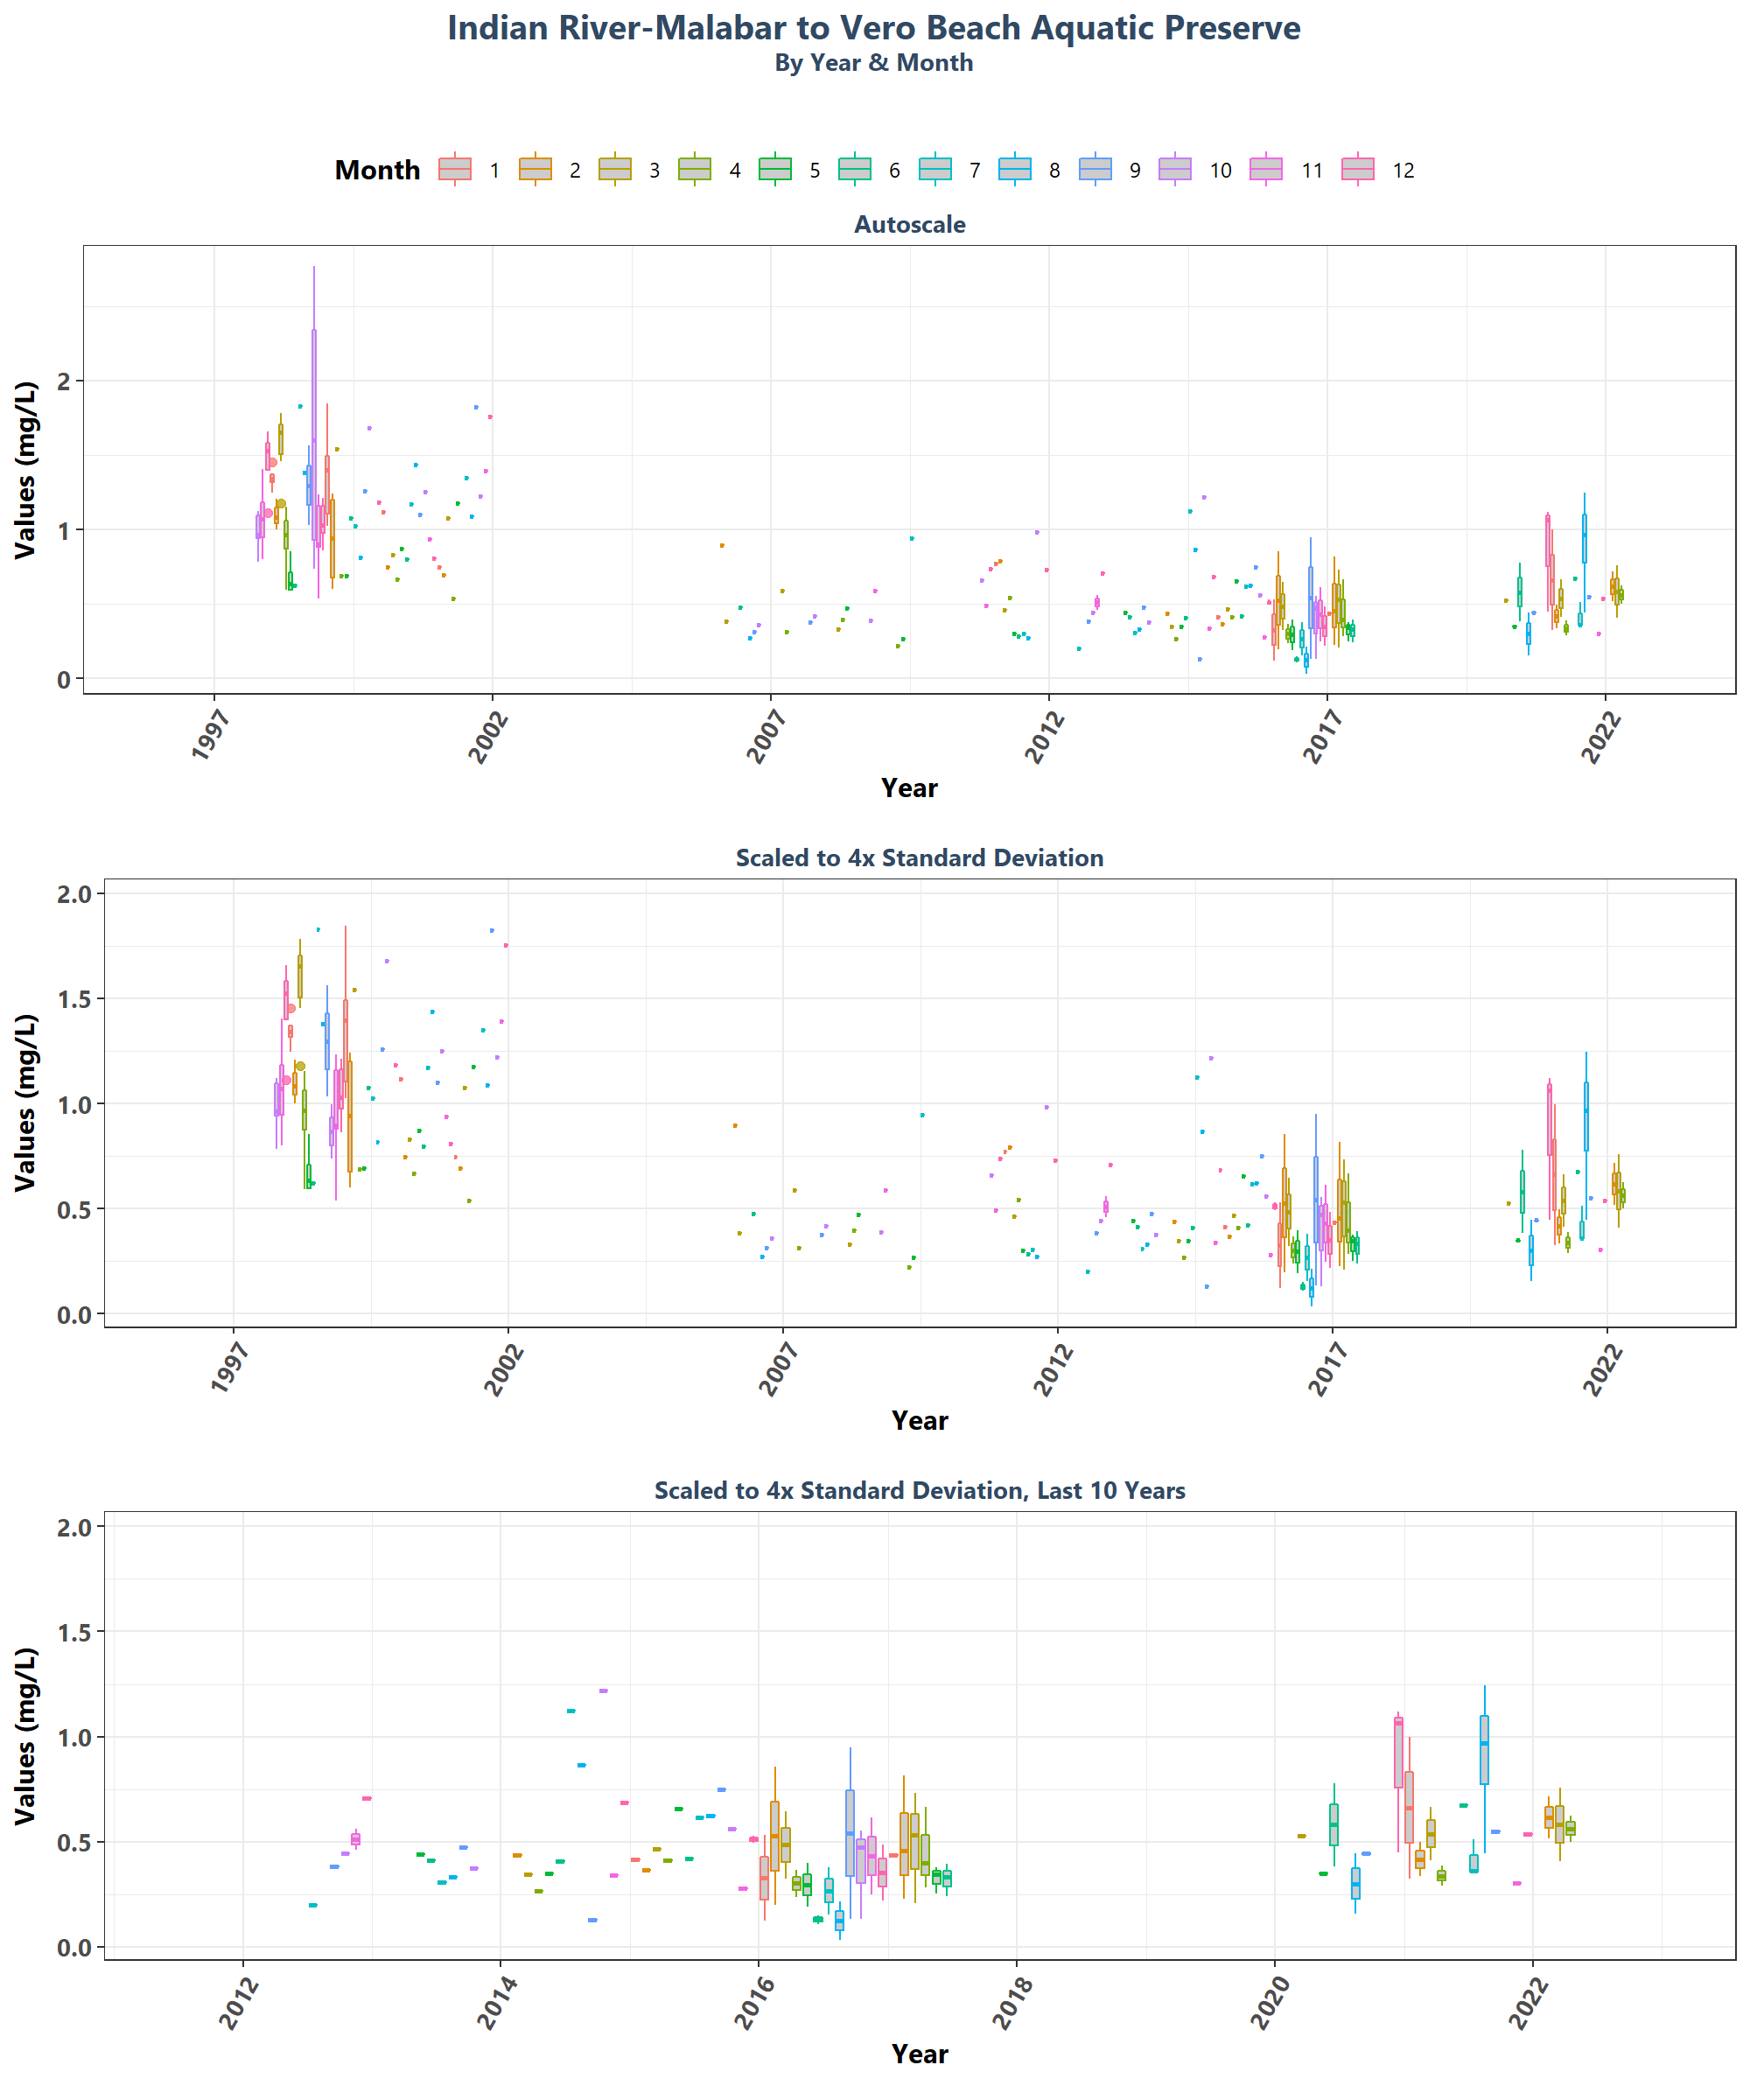 Indian River-Malabar to Vero Beach Aquatic Preserve
By Year & Month
Month 1 2 3 4 5 6 7 8 9 10 11 12
Autoscale
Values (mg/L)
2
1
0
1997 2002 2007 2012 2017 2022
Year
Scaled to 4x Standard Deviation
Values (mg/L)
2.0
1.5
1.0
0.5
0.0
1997 2002 2007 2012 2017 2022
Year
Scaled to 4x Standard Deviation, Last 10 Years
Values (mg/L)
2.0
1.5
1.0
0.5
0.0
2012 2014 2016 2018 2020 2022
Year